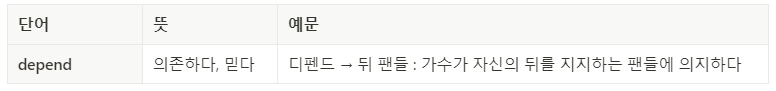 단어 뜻 예문
depend 의존하다, 믿다 디펜드 → 뒤 팬들 : 가수가 자신의 뒤를 지지하는 팬들에 의지하다